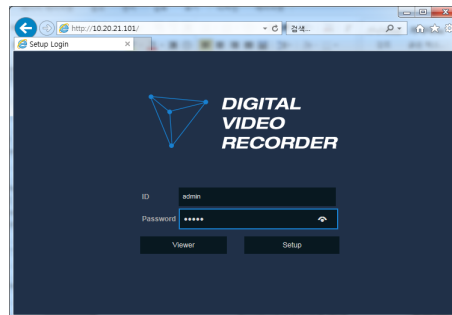 http://10.20.21.101/
검색...
Setup Login
DIGITAL
VIDEO
RECORDER
ID
admin
Password
•••••
Viewer
Setup